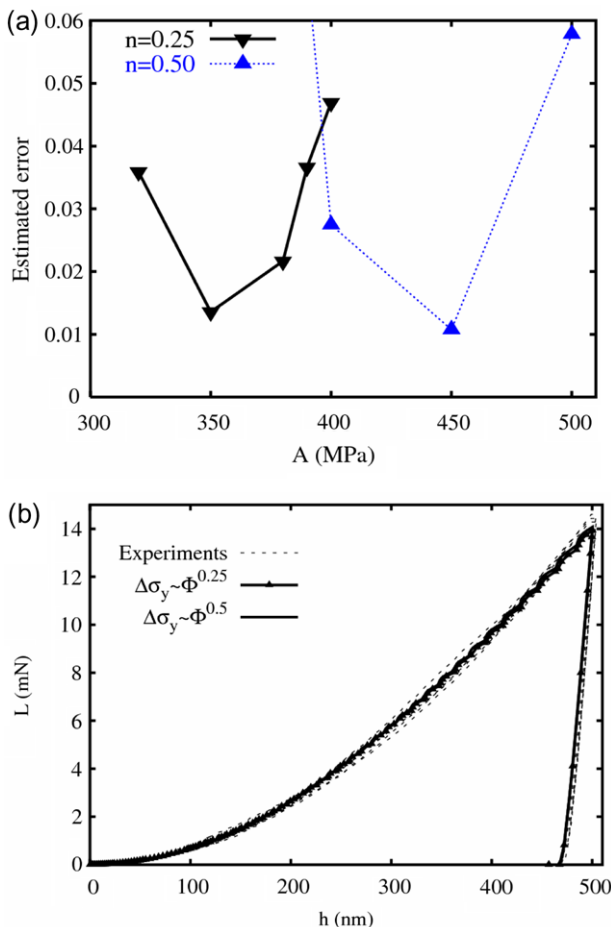 (a)
0.06
0.05
0.04
0.03
0.02
0.01
0
n=0.25
n=0.50
Estimated error
300 350 400 450 500
A (MPa)
(b)
14
12
10
8
6
4
2
0
Experiments
Δσy~Φ^0.25
Δσy~Φ^0.5
L (mN)
0 100 200 300 400 500
h (nm)